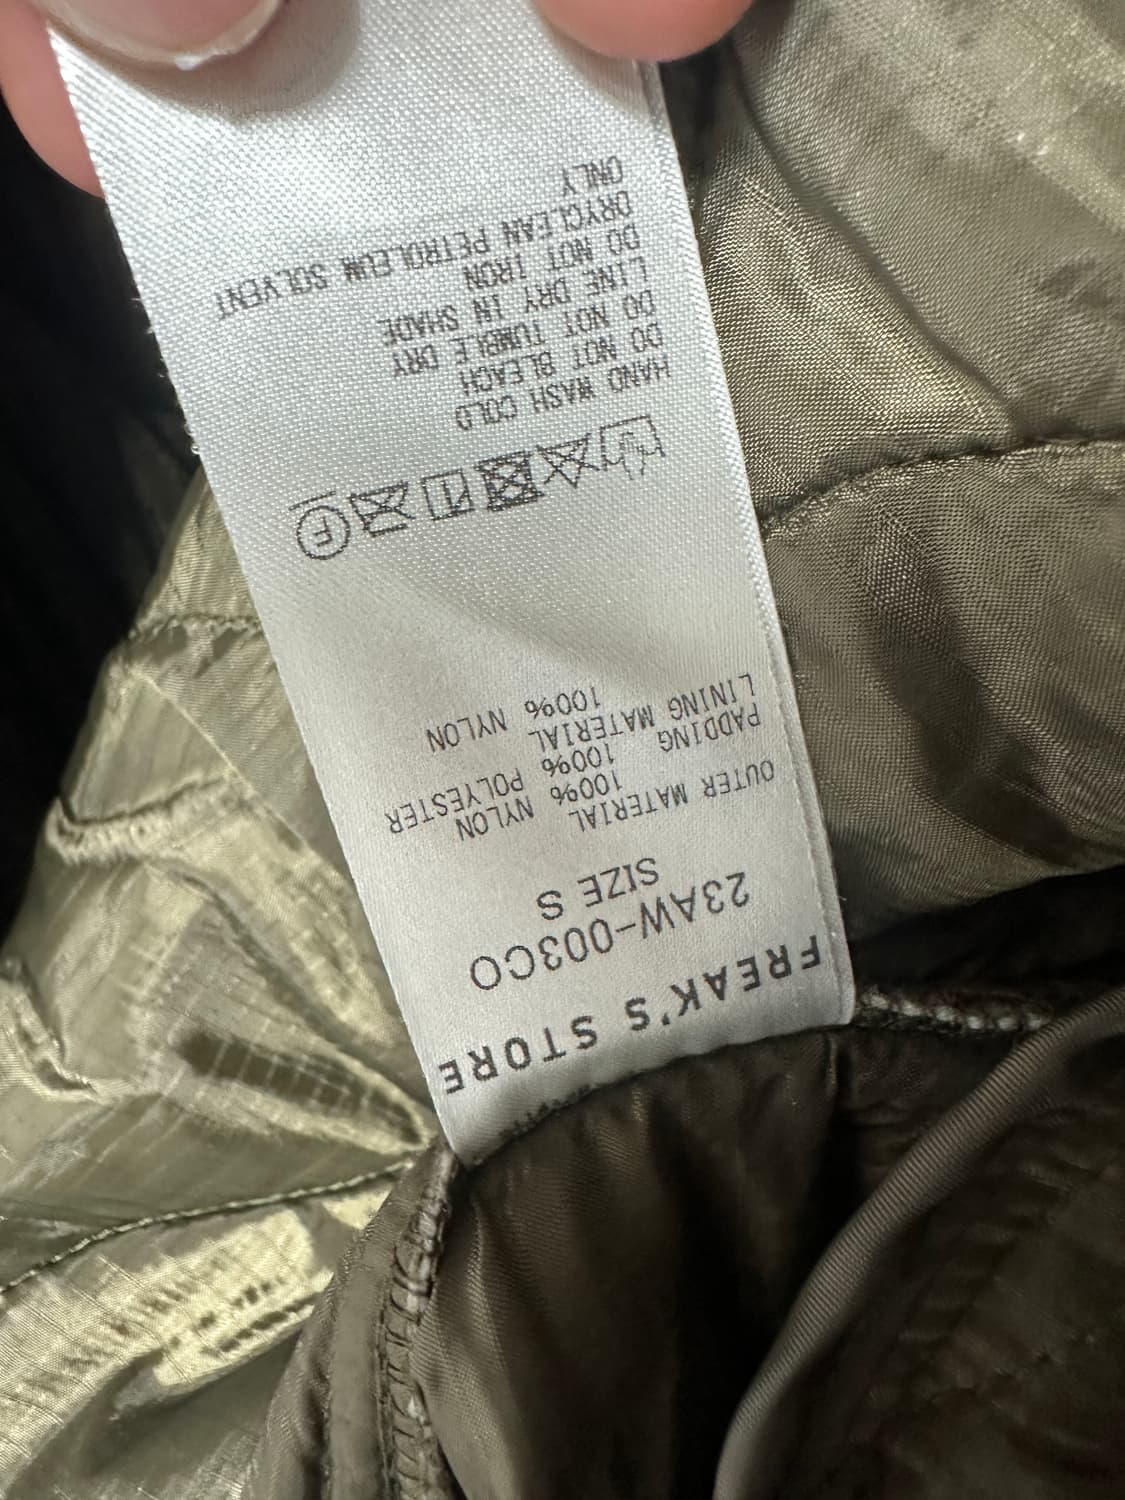 FREAK'S STORE
23AW-003CO
SIZE S
OUTER MATERIAL
100% NYLON
PADDING 100% POLYESTER
LINING MATERIAL
100% NYLON
F
HAND WASH COLD
DO NOT BLEACH
DO NOT TUMBLE DRY
LINE DRY IN SHADE
DO NOT IRON
DRYCLEAN PETROLEUM SOLVENT
ONLY